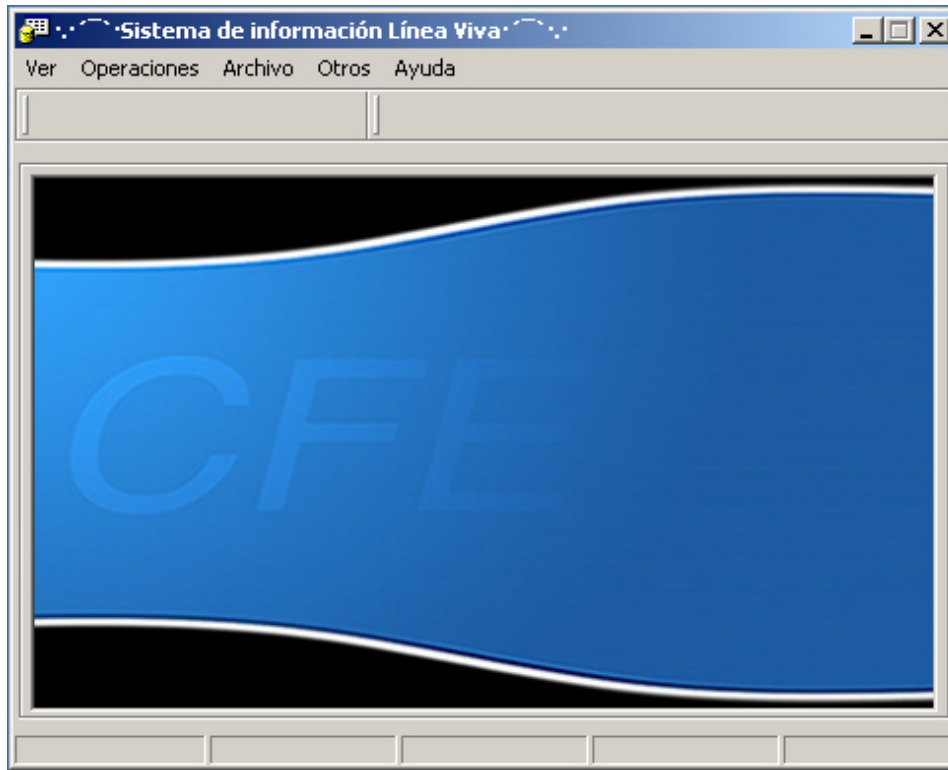 ⋰´¯`·Sistema de información Línea Viva·´¯`⋱
Ver Operaciones Archivo Otros Ayuda
CFE